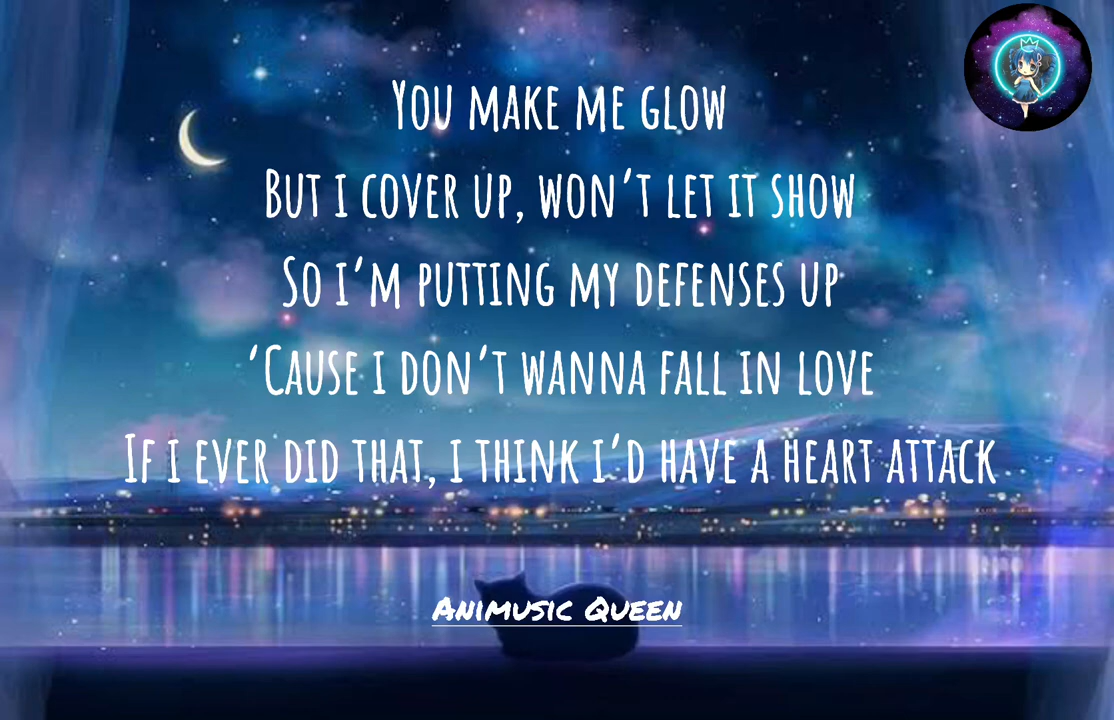 You make me glow
But i cover up, won't let it show
So i'm putting my defenses up
'Cause i don't wanna fall in love
If i ever did that, i think i'd have a heart attack
Animusic Queen